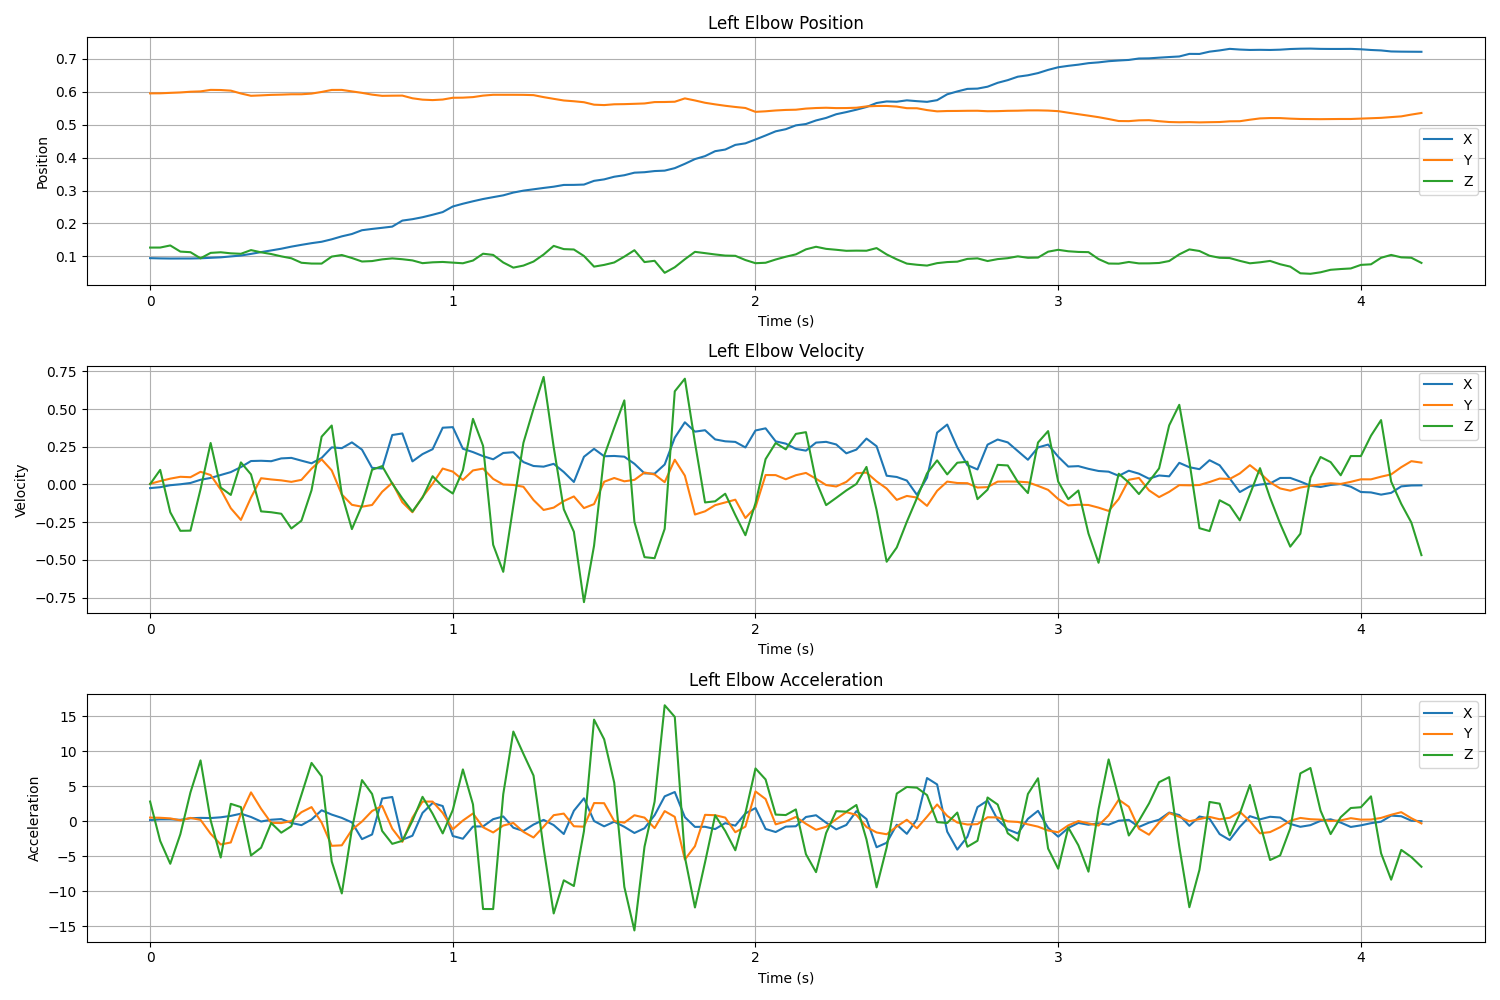 Left Elbow Position
Position
0.7
0.6
0.5
0.4
0.3
0.2
0.1
X
Y
Z
0 1 2 3 4
Time (s)
Left Elbow Velocity
Velocity
0.75
0.50
0.25
0.00
−0.25
−0.50
−0.75
X
Y
Z
0 1 2 3 4
Time (s)
Left Elbow Acceleration
Acceleration
15
10
5
0
−5
−10
−15
X
Y
Z
0 1 2 3 4
Time (s)